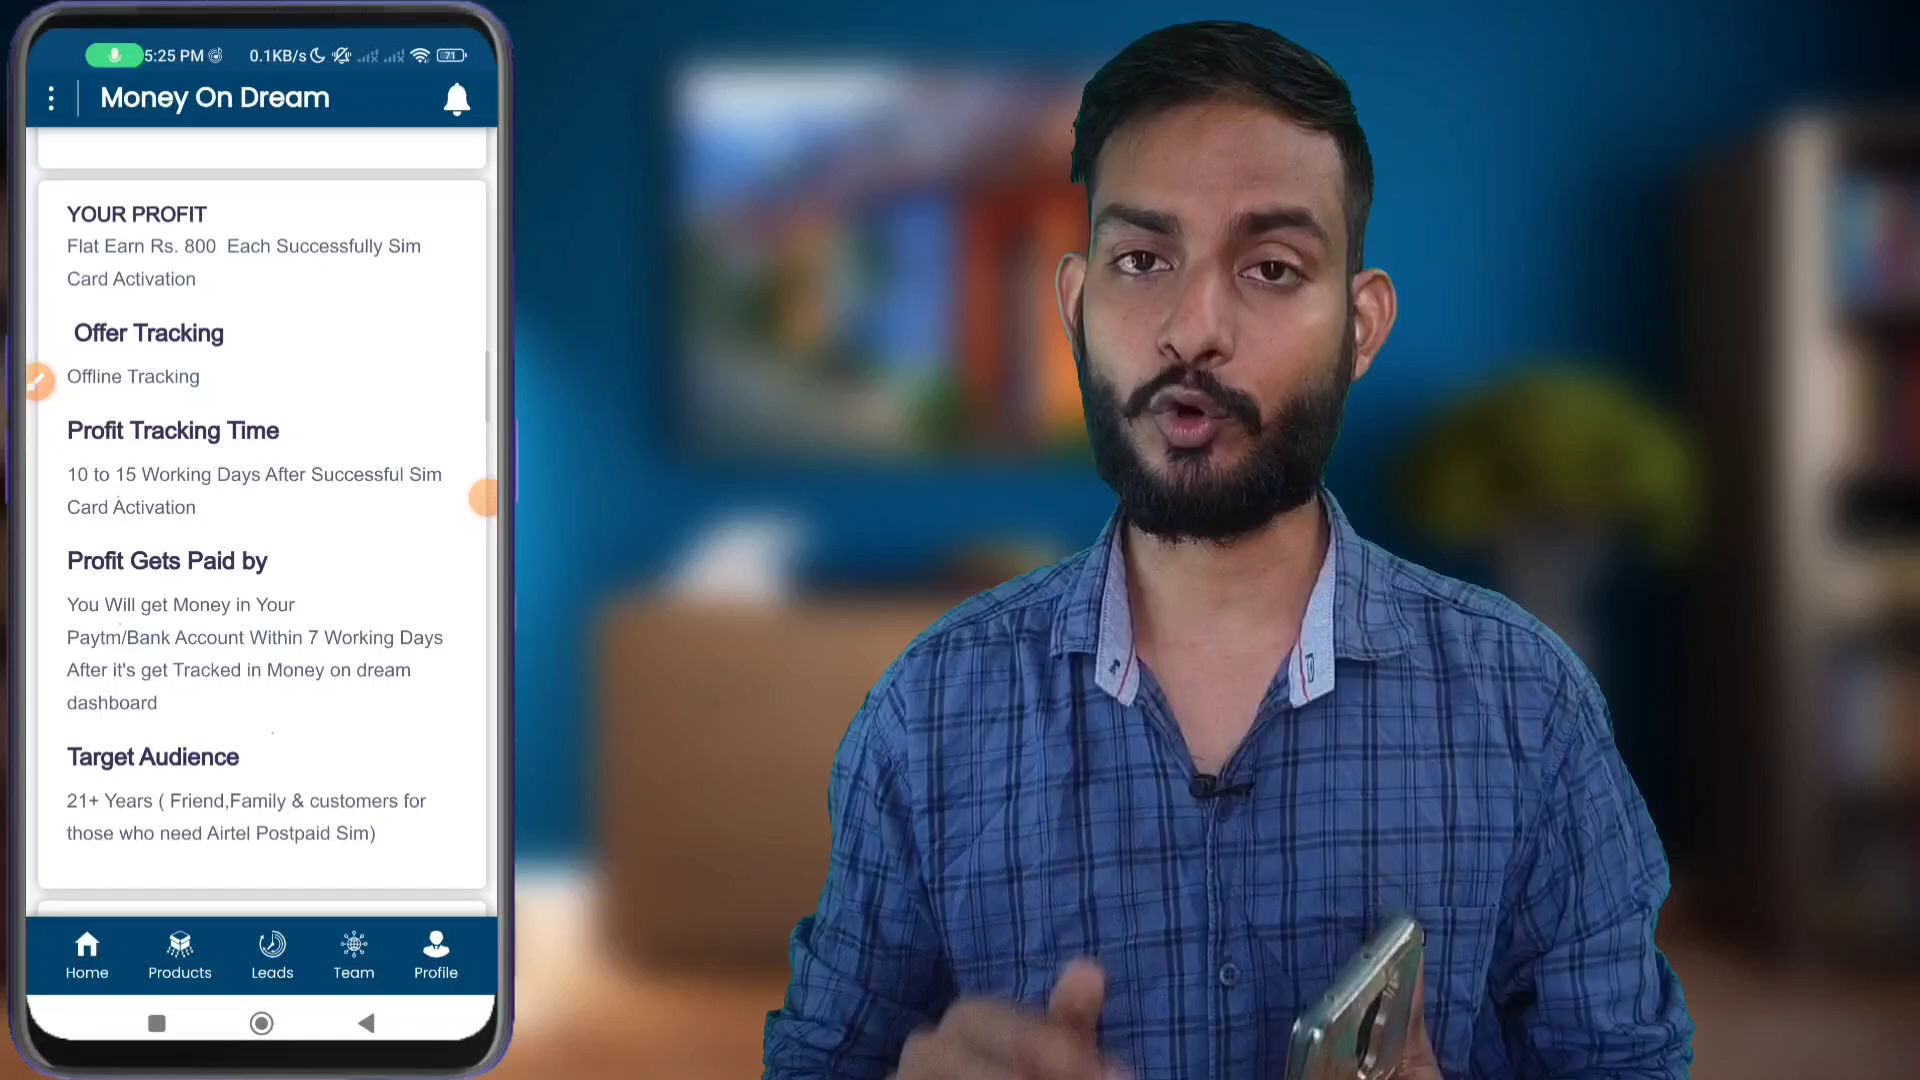 5:25 PM 0.1KB/s 71
Money On Dream
YOUR PROFIT
Flat Earn Rs. 800 Each Successfully Sim
Card Activation
Offer Tracking
Offline Tracking
Profit Tracking Time
10 to 15 Working Days After Successful Sim
Card Activation
Profit Gets Paid by
You Will get Money in Your
Paytm/Bank Account Within 7 Working Days
After it's get Tracked in Money on dream
dashboard
Target Audience
21+ Years ( Friend,Family & customers for
those who need Airtel Postpaid Sim)
Home Products Leads Team Profile